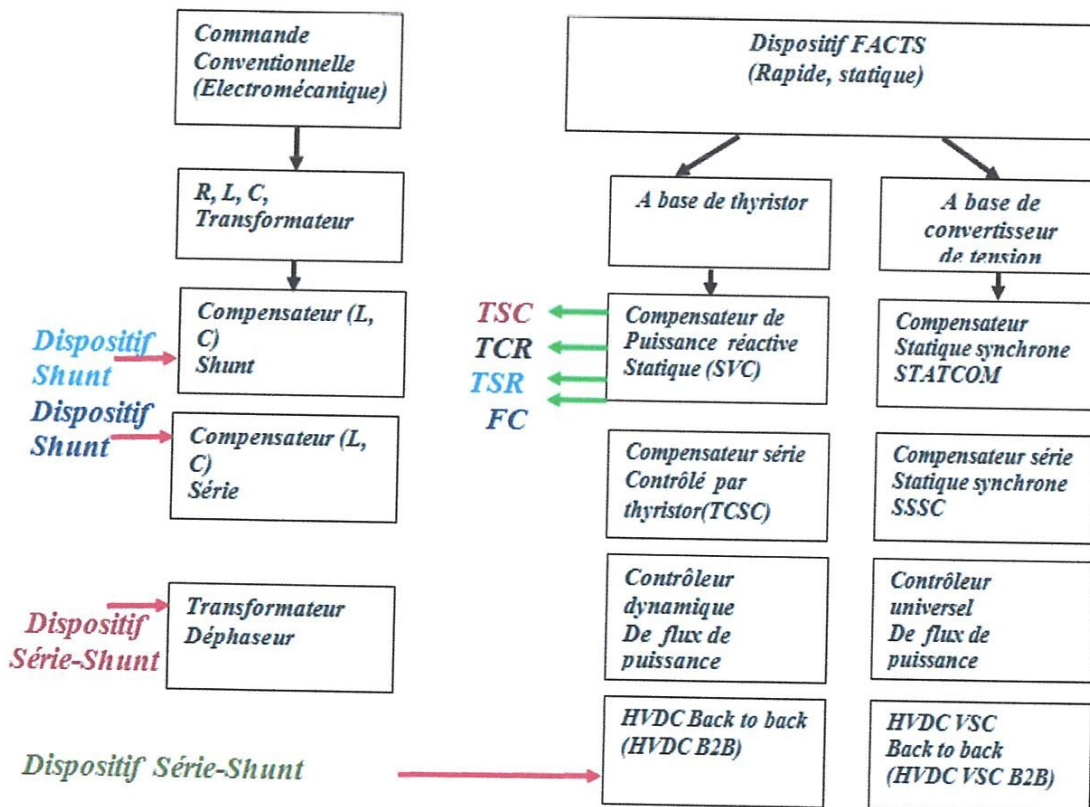 Commande
Conventionnelle
(Electromécanique)
Dispositif FACTS
(Rapide, statique)
R, L, C,
Transformateur
A base de thyristor
A base de
convertisseur
de tension
Dispositif
Shunt
Compensateur (L,
C)
Shunt
TSC
TCR
TSR
FC
Compensateur de
Puissance réactive
Statique (SVC)
Compensateur
Statique synchrone
STATCOM
Dispositif
Shunt
Compensateur (L,
C)
Série
Compensateur série
Contrôlé par
thyristor(TCSC)
Compensateur série
Statique synchrone
SSSC
Dispositif
Série-Shunt
Transformateur
Déphaseur
Contrôleur
dynamique
De flux de
puissance
Contrôleur
universel
De flux de
puissance
Dispositif Série-Shunt
HVDC Back to back
(HVDC B2B)
HVDC VSC
Back to back
(HVDC VSC B2B)